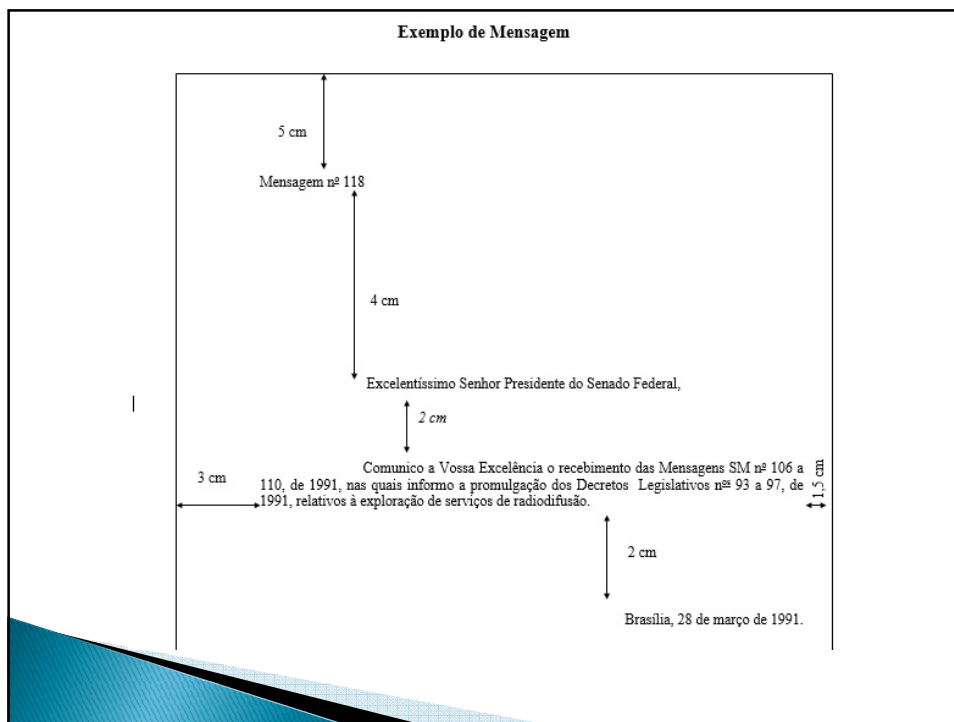 Exemplo de Mensagem
5 cm
Mensagem nº 118
4 cm
Excelentíssimo Senhor Presidente do Senado Federal,
2 cm
Comunico a Vossa Excelência o recebimento das Mensagens SM nº 106 a
110, de 1991, nas quais informo a promulgação dos Decretos Legislativos nºs 93 a 97, de
1991, relativos à exploração de serviços de radiodifusão.
3 cm
1,5 cm
2 cm
Brasília, 28 de março de 1991.